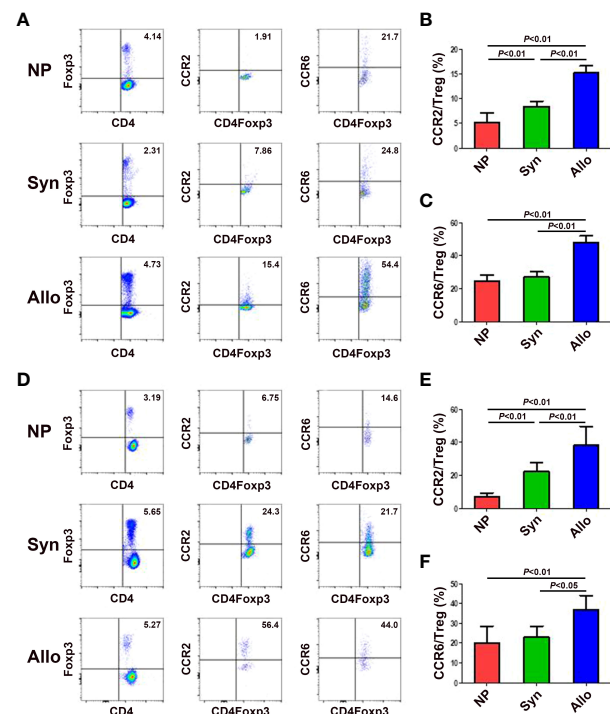 A
NP
Foxp3
4.14
CD4
CCR2
1.91
CD4Foxp3
CCR6
21.7
CD4Foxp3
Syn
Foxp3
2.31
CD4
CCR2
7.86
CD4Foxp3
CCR6
24.8
CD4Foxp3
Allo
Foxp3
4.73
CD4
CCR2
15.4
CD4Foxp3
CCR6
54.4
CD4Foxp3
B
CCR2/Treg (%)
20
15
10
5
0
P<0.01
P<0.01
P<0.01
NP
Syn
Allo
C
CCR6/Treg (%)
60
40
20
0
P<0.01
P<0.01
NP
Syn
Allo
D
NP
Foxp3
3.19
CD4
CCR2
6.75
CD4Foxp3
CCR6
14.6
CD4Foxp3
Syn
Foxp3
5.65
CD4
CCR2
24.3
CD4Foxp3
CCR6
21.7
CD4Foxp3
Allo
Foxp3
5.27
CD4
CCR2
56.4
CD4Foxp3
CCR6
44.0
CD4Foxp3
E
CCR2/Treg (%)
60
40
20
0
P<0.01
P<0.01
P<0.01
NP
Syn
Allo
F
CCR6/Treg (%)
50
40
30
20
10
0
P<0.01
P<0.05
NP
Syn
Allo